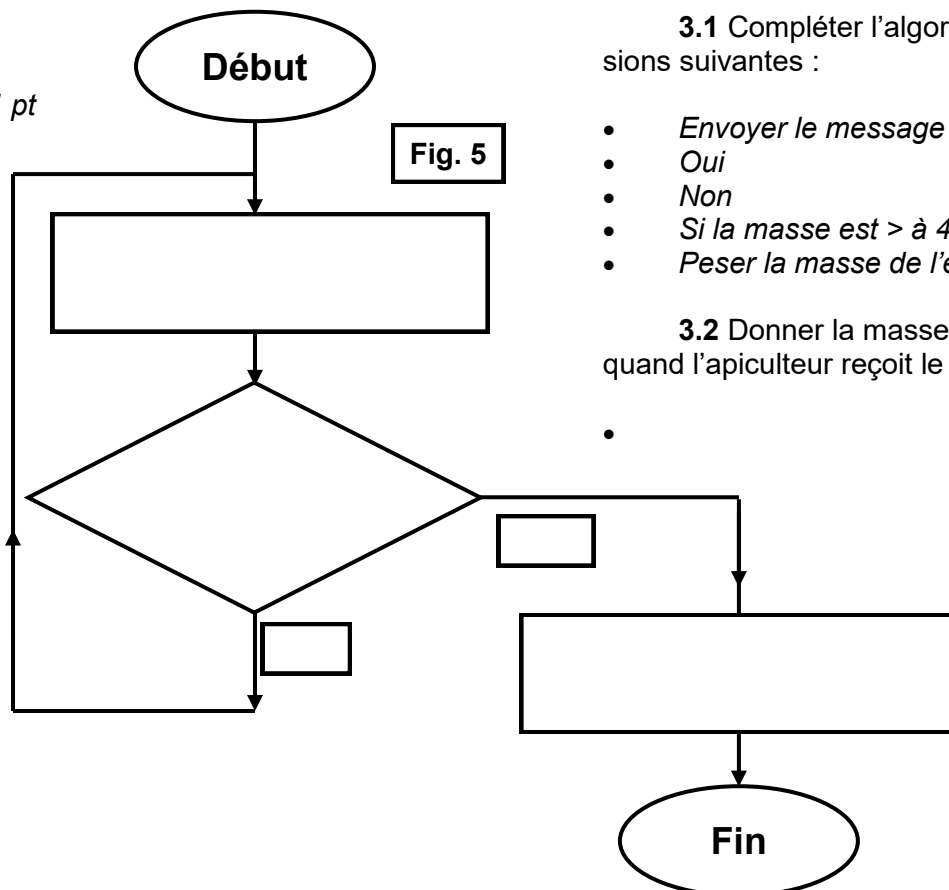 Début
pt
Fig. 5
3.1 Compléter l’algor
sions suivantes :
• Envoyer le message
• Oui
• Non
• Si la masse est > à 4
• Peser la masse de l’e
3.2 Donner la masse
quand l’apiculteur reçoit le
•
Fin